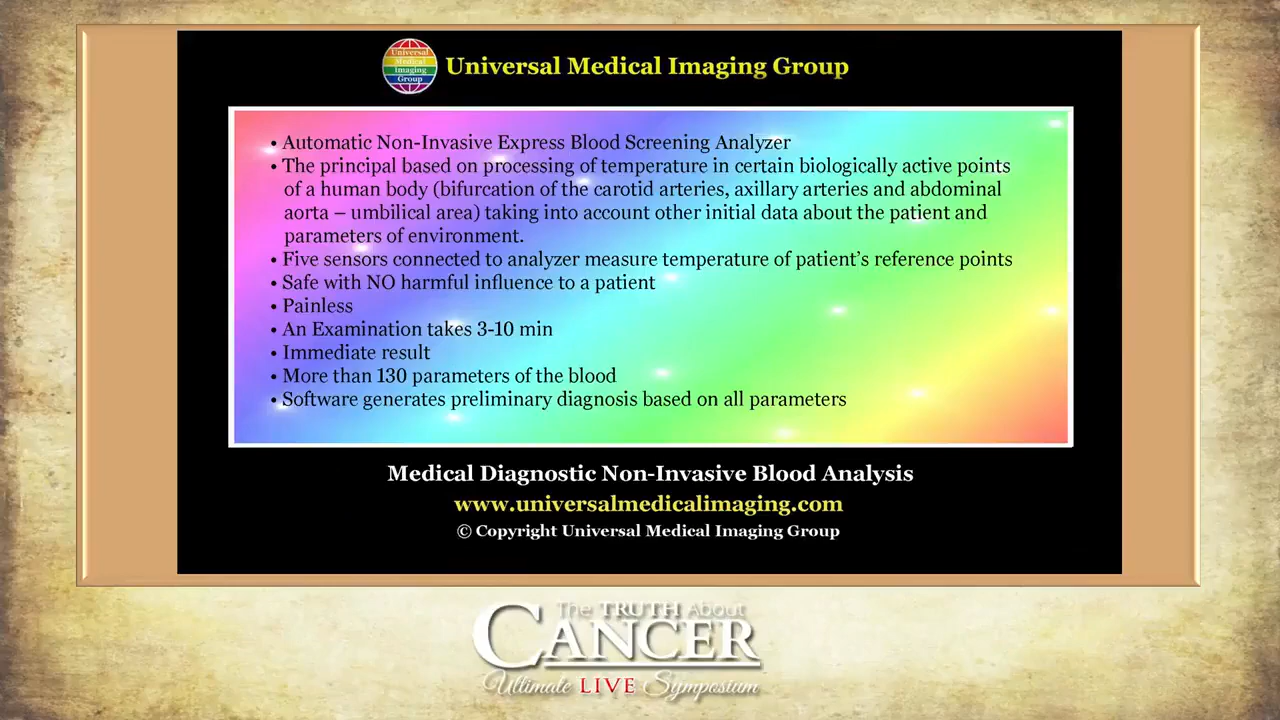 Universal
Medical
Imaging
Group
Universal Medical Imaging Group
• Automatic Non-Invasive Express Blood Screening Analyzer
• The principal based on processing of temperature in certain biologically active points
of a human body (bifurcation of the carotid arteries, axillary arteries and abdominal
aorta – umbilical area) taking into account other initial data about the patient and
parameters of environment.
• Five sensors connected to analyzer measure temperature of patient's reference points
• Safe with NO harmful influence to a patient
• Painless
• An Examination takes 3-10 min
• Immediate result
• More than 130 parameters of the blood
• Software generates preliminary diagnosis based on all parameters
Medical Diagnostic Non-Invasive Blood Analysis
www.universalmedicalimaging.com
© Copyright Universal Medical Imaging Group
The TRUTH About
CANCER
Ultimate LIVE Symposium